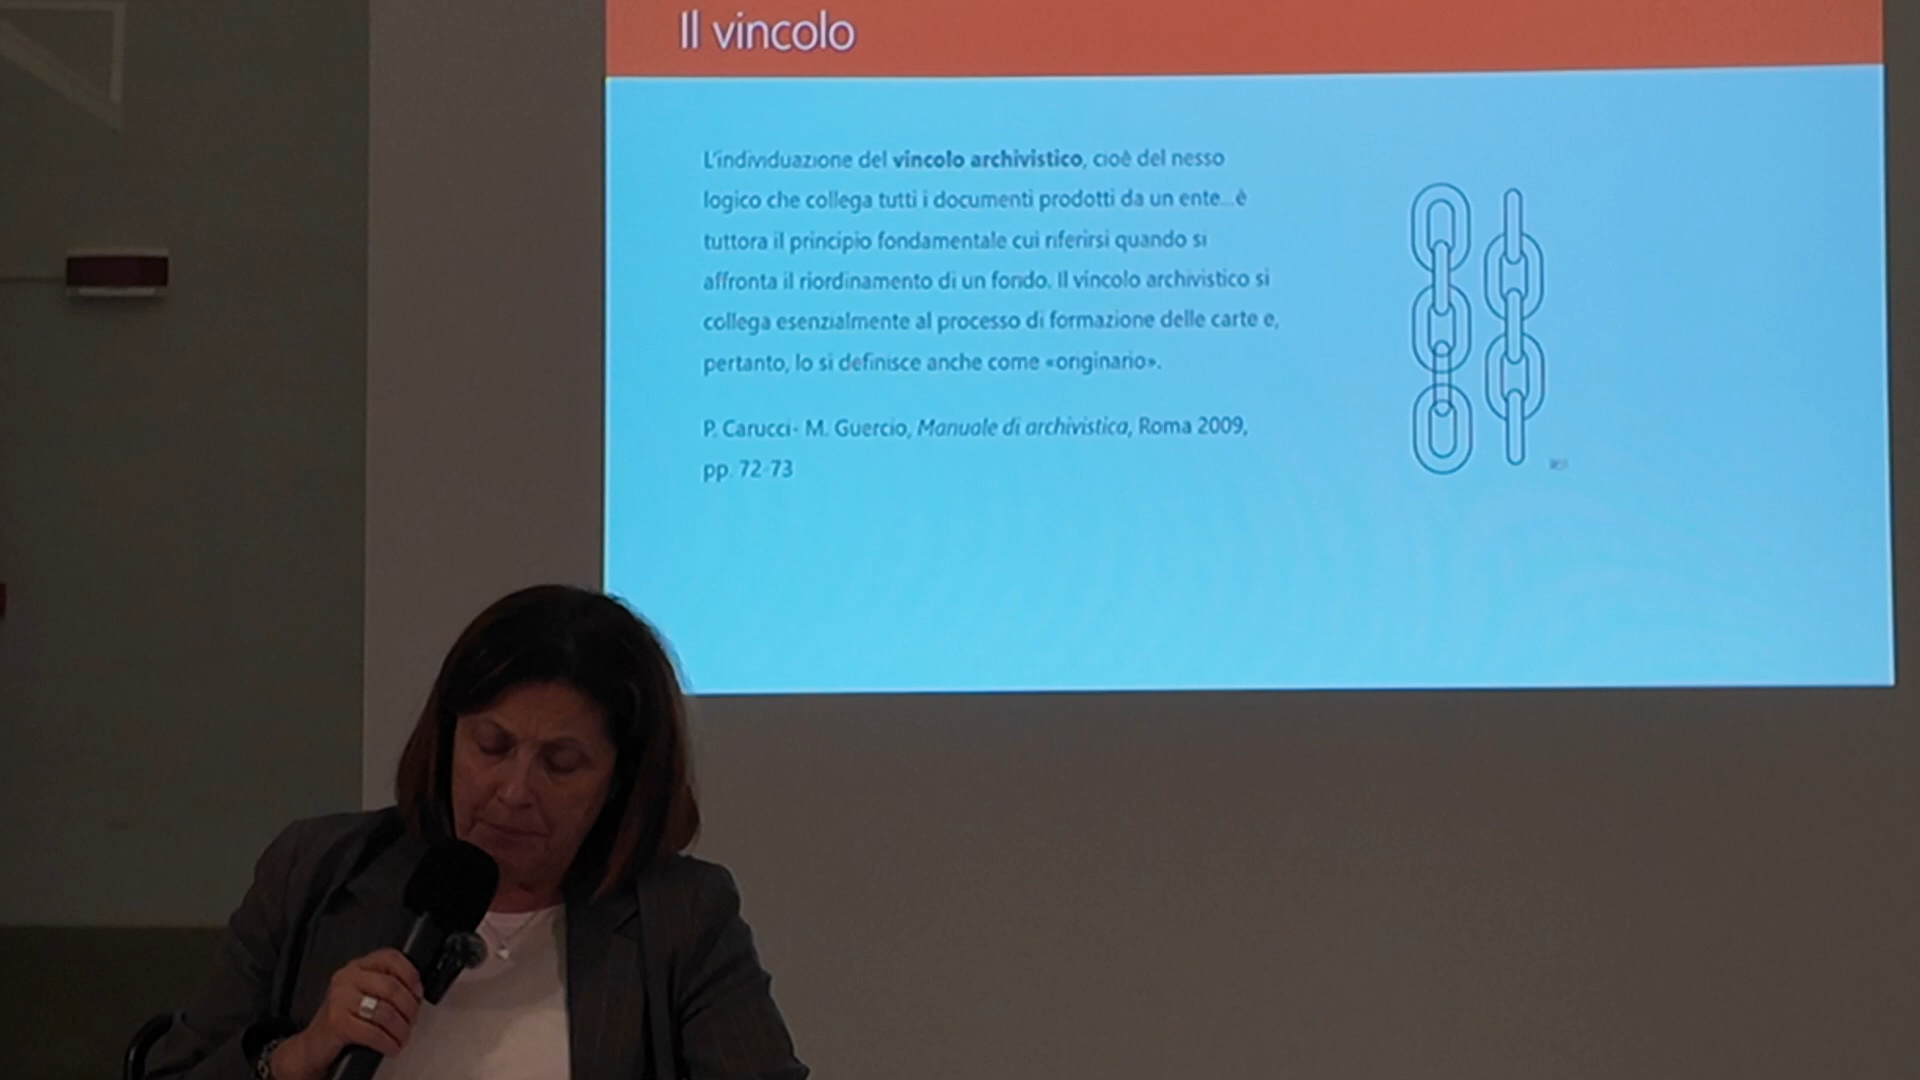 Il vincolo
L'individuazione del vincolo archivistico, cioè del nesso
logico che collega tutti i documenti prodotti da un ente...è
tuttora il principio fondamentale cui riferirsi quando si
affronta il riordinamento di un fondo. Il vincolo archivistico si
collega esenzialmente al processo di formazione delle carte e,
pertanto, lo si definisce anche come «originario».
P. Carucci- M. Guercio, Manuale di archivistica, Roma 2009,
pp. 72-73